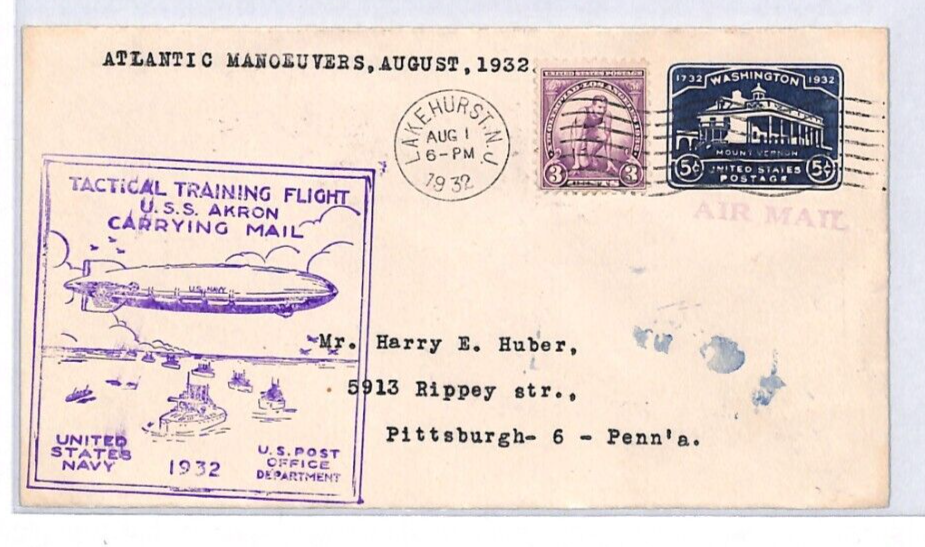 ATLANTIC MANOEUVERS, AUGUST, 1932.
LAKEHURST, N.J
AUG 1
6-PM
1932
UNITED STATES POSTAGE
3 3
CENTS
1732 WASHINGTON 1932
MOUNT VERNON
5¢ UNITED STATES 5¢
POSTAGE
AIR MAIL
TACTICAL TRAINING FLIGHT
U.S.S. AKRON
CARRYING MAIL
U.S. NAVY
Mr. Harry E. Huber,
5913 Rippey str.,
Pittsburgh- 6 - Penn'a.
UNITED
STATES
NAVY
1932
U.S. POST
OFFICE
DEPARTMENT